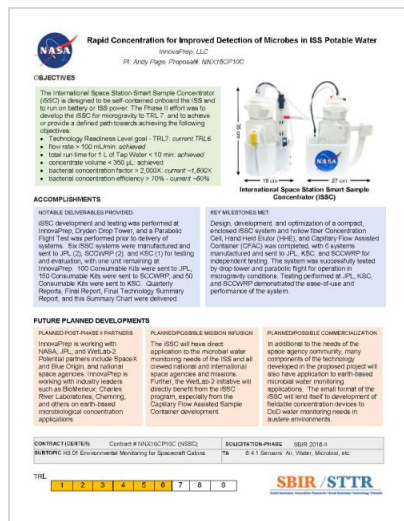 NASA
Rapid Concentration for Improved Detection of Microbes in ISS Potable Water
InnovaPrep, LLC
PI: Andy Page, Proposal#: NNX16CP10C
OBJECTIVES
The International Space Station Smart Sample Concentrator
(iSSC) is designed to be self-contained onboard the ISS and
to run on battery or ISS power. The Phase II effort was to
develop the iSSC for microgravity to TRL 7, and to achieve
or provide a defined path towards achieving the following
objectives:
• Technology Readiness Level goal - TRL7: current TRL6
• flow rate > 100 mL/min: achieved
• total run time for 1 L of Tap Water < 10 min: achieved
• concentrate volume < 350 µL: achieved
• bacterial concentration factor > 2,000X: current ~1,600X
• bacterial concentration efficiency > 70% - current ~60%
18 cm
27 cm
NASA
International Space Station Smart Sample
Concentrator (iSSC)
ACCOMPLISHMENTS
NOTABLE DELIVERABLES PROVIDED:
iSSC development and testing was performed at
InnovaPrep, Dryden Drop Tower, and a Parabolic
Flight Test was performed prior to delivery of
systems. Six iSSC systems were manufactured and
sent to JPL (2), SCCWRP (2), and KSC (1) for testing
and evaluation, with one unit remaining at
InnovaPrep. 100 Consumable Kits were sent to JPL,
150 Consumable Kits were sent to SCCWRP, and 50
Consumable Kits were sent to KSC. Quarterly
Reports, Final Report, Final Technology Summary
Report, and this Summary Chart were delivered.
KEY MILESTONES MET:
Design, development, and optimization of a compact,
enclosed iSSC system and hollow fiber Concentration
Cell, Hand Held Elutor (HHE), and Capillary Flow Assisted
Container (CFAC) was completed, with 6 systems
manufactured and sent to JPL, KSC, and SCCWRP for
independent testing. The system was successfully tested
by drop tower and parabolic flight for operation in
microgravity conditions. Testing performed at JPL, KSC,
and SCCWRP demonstrated the ease-of-use and
performance of the system.
FUTURE PLANNED DEVELOPMENTS
PLANNED POST-PHASE II PARTNERS
InnovaPrep is working with
NASA, JPL, and WetLab-2.
Potential partners include SpaceX
and Blue Origin, and national
space agencies. InnovaPrep is
working with industry leaders
such as BioMerieux, Charles
River Laboratories, Chemring,
and others on earth-based
microbiological concentration
applications.
PLANNED/POSSIBLE MISSION INFUSION
The iSSC will have direct
application to the microbial water
monitoring needs of the ISS and all
crewed national and international
space agencies and missions.
Further, the WetLab-2 initiative will
directly benefit from the iSSC
program, especially from the
Capillary Flow Assisted Sample
Container development.
PLANNED/POSSIBLE COMMERCIALIZATION
In additional to the needs of the
space agency community, many
components of the technology
developed in the proposed project will
also have application to earth-based
microbial water monitoring
applications. The small format of the
iSSC will lend itself to development of
fieldable concentration devices to
DoD water monitoring needs in
austere environments.
CONTRACT (CENTER) Contract # NNX16CP10C (NSSC) SOLICITATION-PHASE SBIR 2016-II
SUBTOPIC H3.01 Environmental Monitoring for Spacecraft Cabins TA 6.4.1 Sensors: Air, Water, Microbial, etc.
TRL
1 2 3 4 5 6 7 8 9
SBIR/STTR